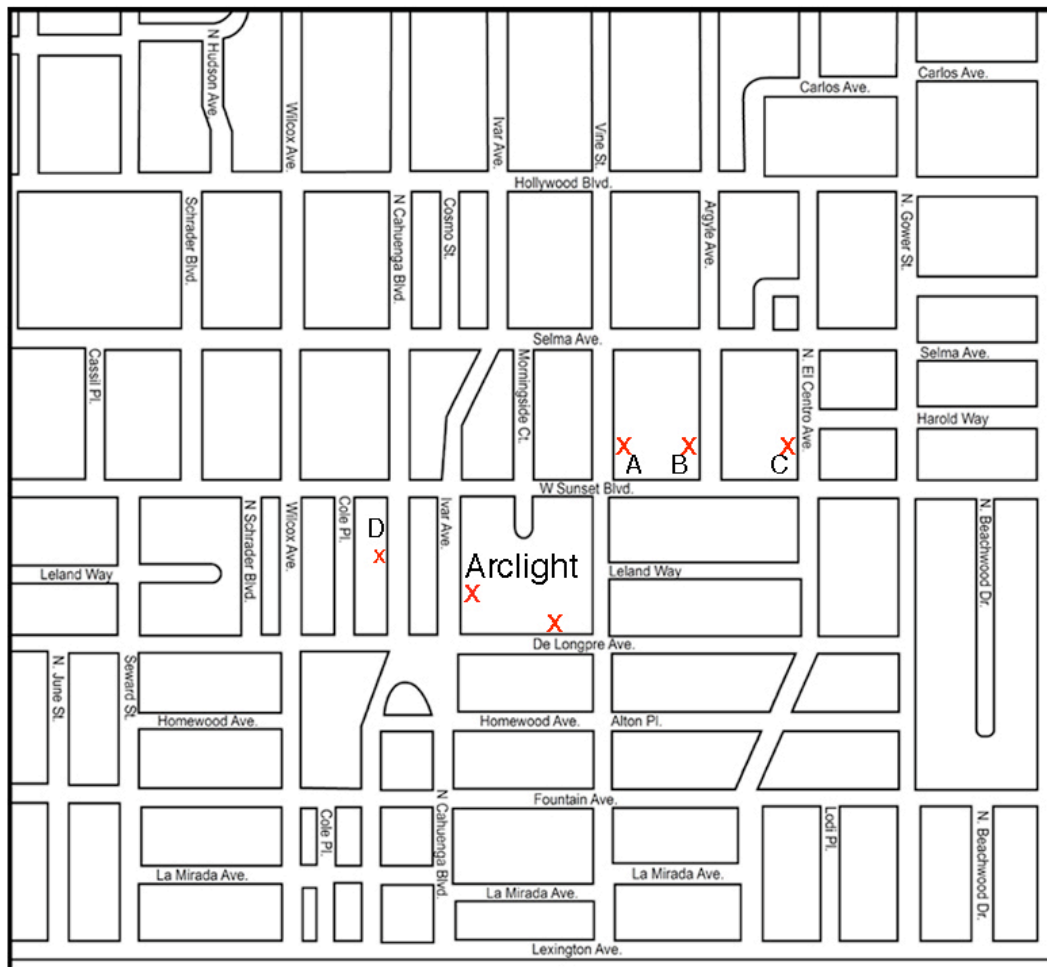 N Hudson Ave
Wilcox Ave.
Ivar Ave.
Vine St.
Carlos Ave.
Carlos Ave.
Hollywood Blvd.
Schrader Blvd.
N Cahuenga Blvd.
Cosmo St.
Argyle Ave.
N. Gower St.
Selma Ave.
Cassil Pl.
Morningside Ct.
N. El Centro Ave.
Selma Ave.
Harold Way
X
A
X
B
X
C
W Sunset Blvd.
N Schrader Blvd.
Wilcox Ave.
Cole Pl.
D
X
Ivar Ave.
Arclight
X
X
Leland Way
Leland Way
N. Beachwood Dr.
De Longpre Ave.
N. June St.
Seward St.
Homewood Ave.
Homewood Ave.
Alton Pl.
Fountain Ave.
Cole Pl.
N Cahuenga Blvd.
Lodi Pl.
N. Beachwood Dr.
La Mirada Ave.
La Mirada Ave.
La Mirada Ave.
Lexington Ave.